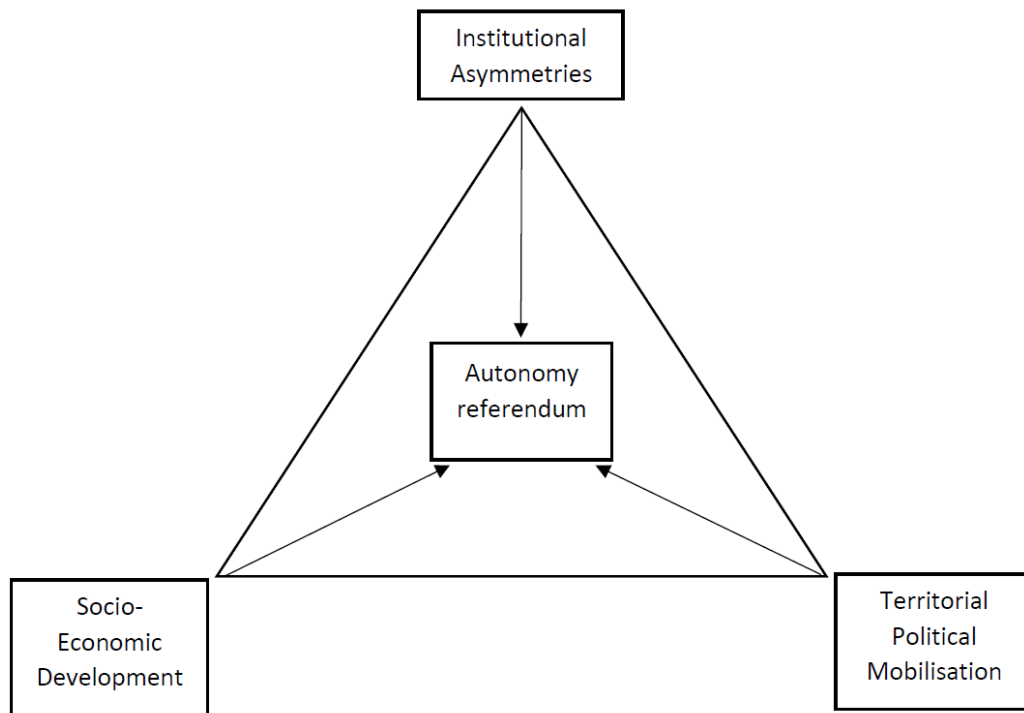 Institutional
Asymmetries
Autonomy
referendum
Socio-
Economic
Development
Territorial
Political
Mobilisation